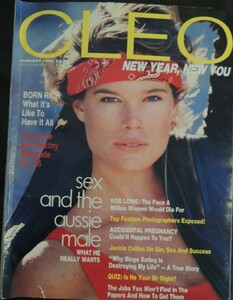 CLEO
NEW YEAR, NEW YOU
BORN RICH
What It's
Like To
Have It All
sex
and the
aussie
male
WHAT HE
REALLY WANTS
ROB LOWE: The Face A
Million Women Would Die For
Top Fashion Photographers Exposed!
ACCIDENTAL PREGNANCY
Could It Happen To You?
Jackie Collins On Sin, Sex And Success
"Why Binge Eating Is
Destroying My Life" – A True Story
QUIZ: Is He Your Mr Right?
The Jobs You Won't Find In The
Papers And How To Get Them